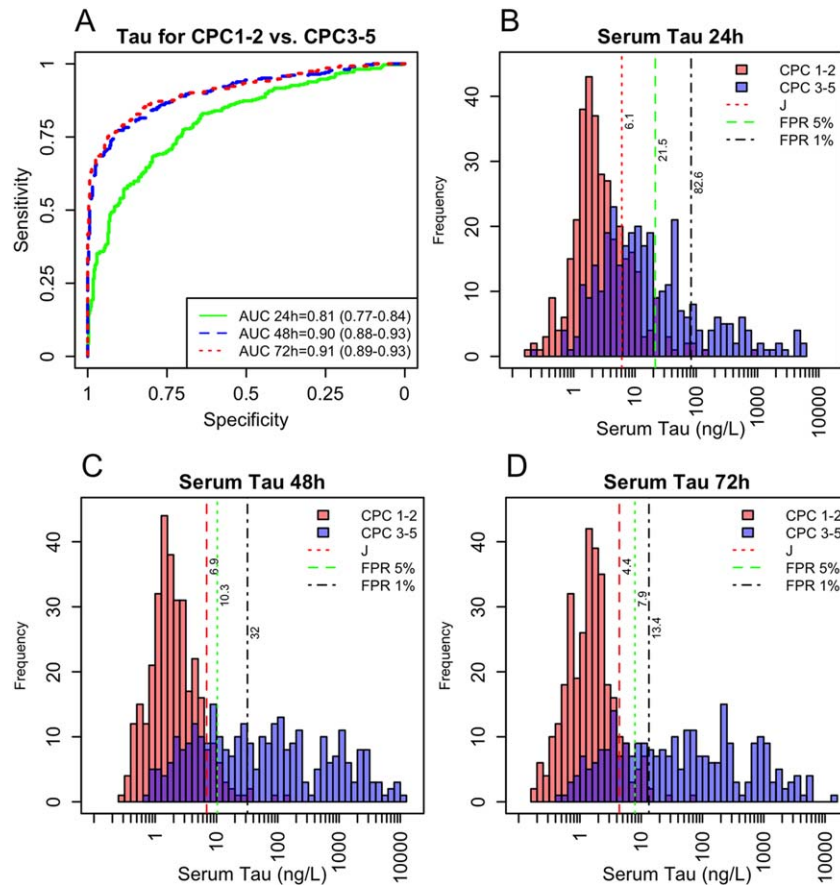 A
Tau for CPC1-2 vs. CPC3-5
Sensitivity
1
0.75
0.5
0.25
0
AUC 24h=0.81 (0.77-0.84)
AUC 48h=0.90 (0.88-0.93)
AUC 72h=0.91 (0.89-0.93)
1
0.75
0.5
0.25
0
Specificity
B
Serum Tau 24h
Frequency
40
30
20
10
0
CPC 1-2
CPC 3-5
J
FPR 5%
FPR 1%
6.1
21.5
82.6
1
10
100
1000
10000
Serum Tau (ng/L)
C
Serum Tau 48h
Frequency
40
30
20
10
0
CPC 1-2
CPC 3-5
J
FPR 5%
FPR 1%
6.9
10.3
32
1
10
100
1000
10000
Serum Tau (ng/L)
D
Serum Tau 72h
Frequency
40
30
20
10
0
CPC 1-2
CPC 3-5
J
FPR 5%
FPR 1%
4.4
7.9
13.4
1
10
100
1000
10000
Serum Tau (ng/L)